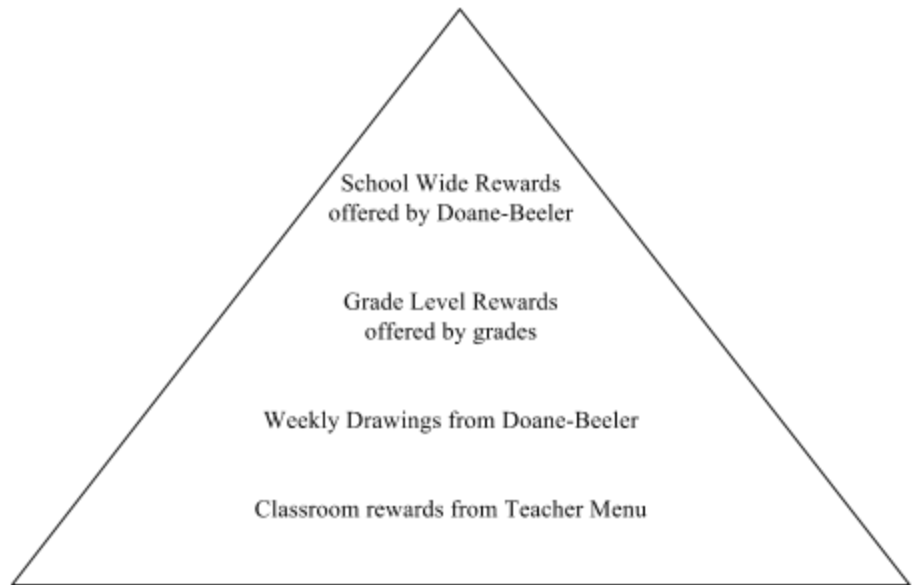 School Wide Rewards
offered by Doane-Beeler
Grade Level Rewards
offered by grades
Weekly Drawings from Doane-Beeler
Classroom rewards from Teacher Menu